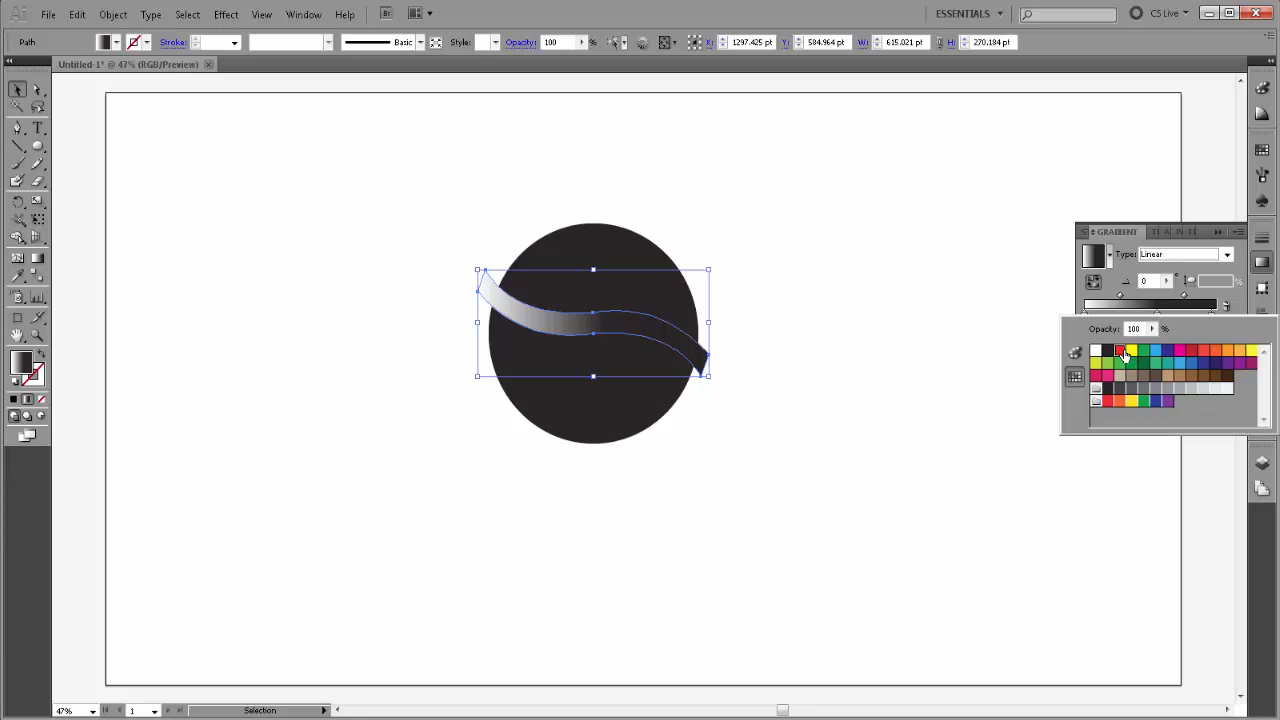 Ai File Edit Object Type Select Effect View Window Help Br ESSENTIALS CS Live
Path Stroke: Basic Style: Opacity: 100 % X: 1297.425 pt Y: 584.964 pt W: 615.021 pt H: 270.184 pt
Untitled-1* @ 47% (RGB/Preview)
GRADIENT
Type: Linear
0 ° %
Opacity: 100 %
47% 1 Selection